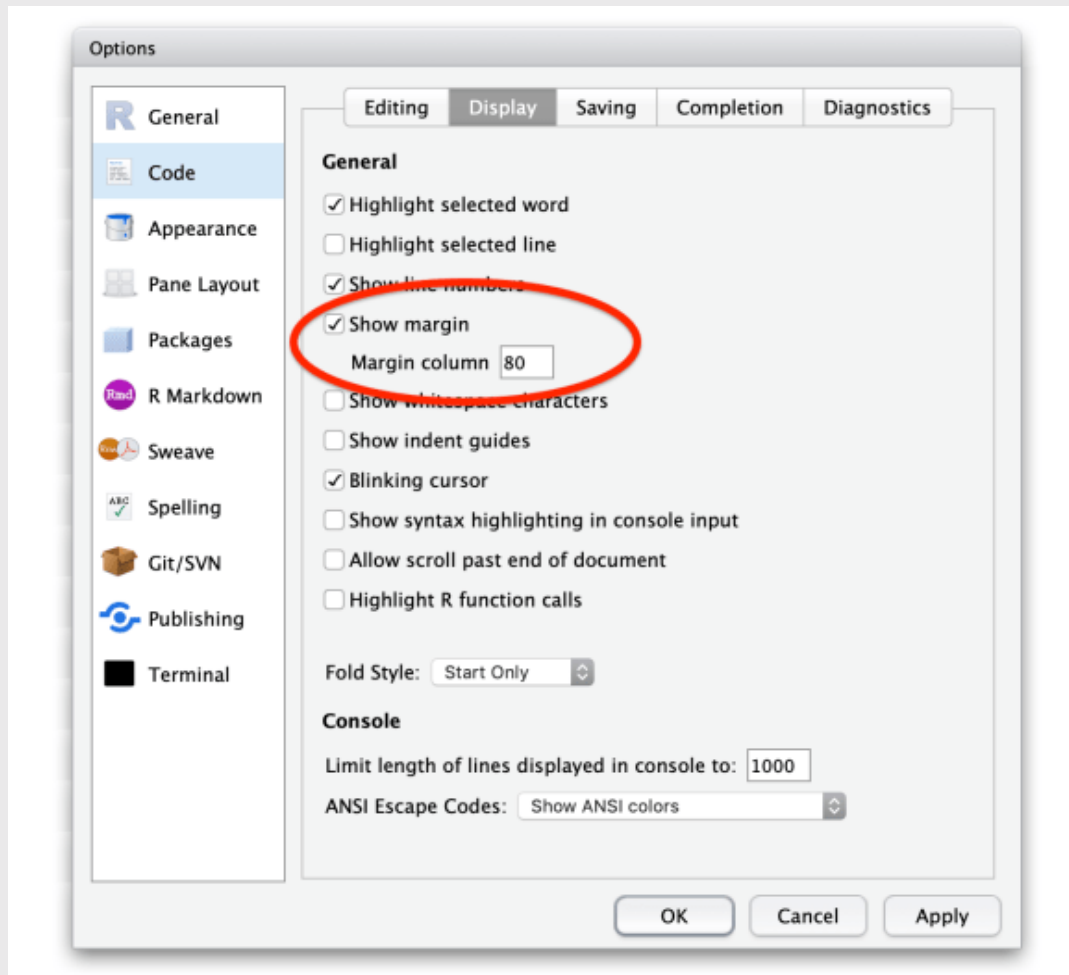 Options
General
Code
Appearance
Pane Layout
Packages
Rmd R Markdown
Sweave
ABC Spelling
Git/SVN
Publishing
Terminal
Editing Display Saving Completion Diagnostics
General
Highlight selected word
Highlight selected line
Show line numbers
Show margin
Margin column 80
Show whitespace characters
Show indent guides
Blinking cursor
Show syntax highlighting in console input
Allow scroll past end of document
Highlight R function calls
Fold Style: Start Only
Console
Limit length of lines displayed in console to: 1000
ANSI Escape Codes: Show ANSI colors
OK Cancel Apply